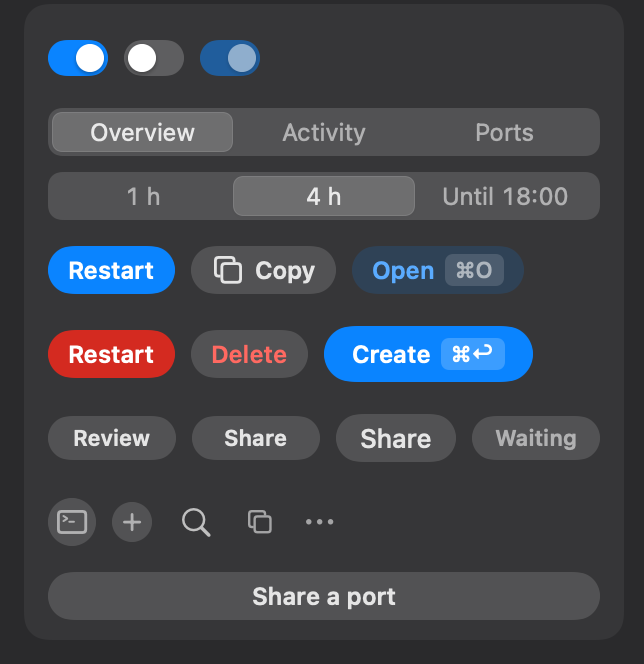 Overview Activity Ports
1 h 4 h Until 18:00
Restart Copy Open ⌘O
Restart Delete Create ⌘↩
Review Share Share Waiting
Share a port